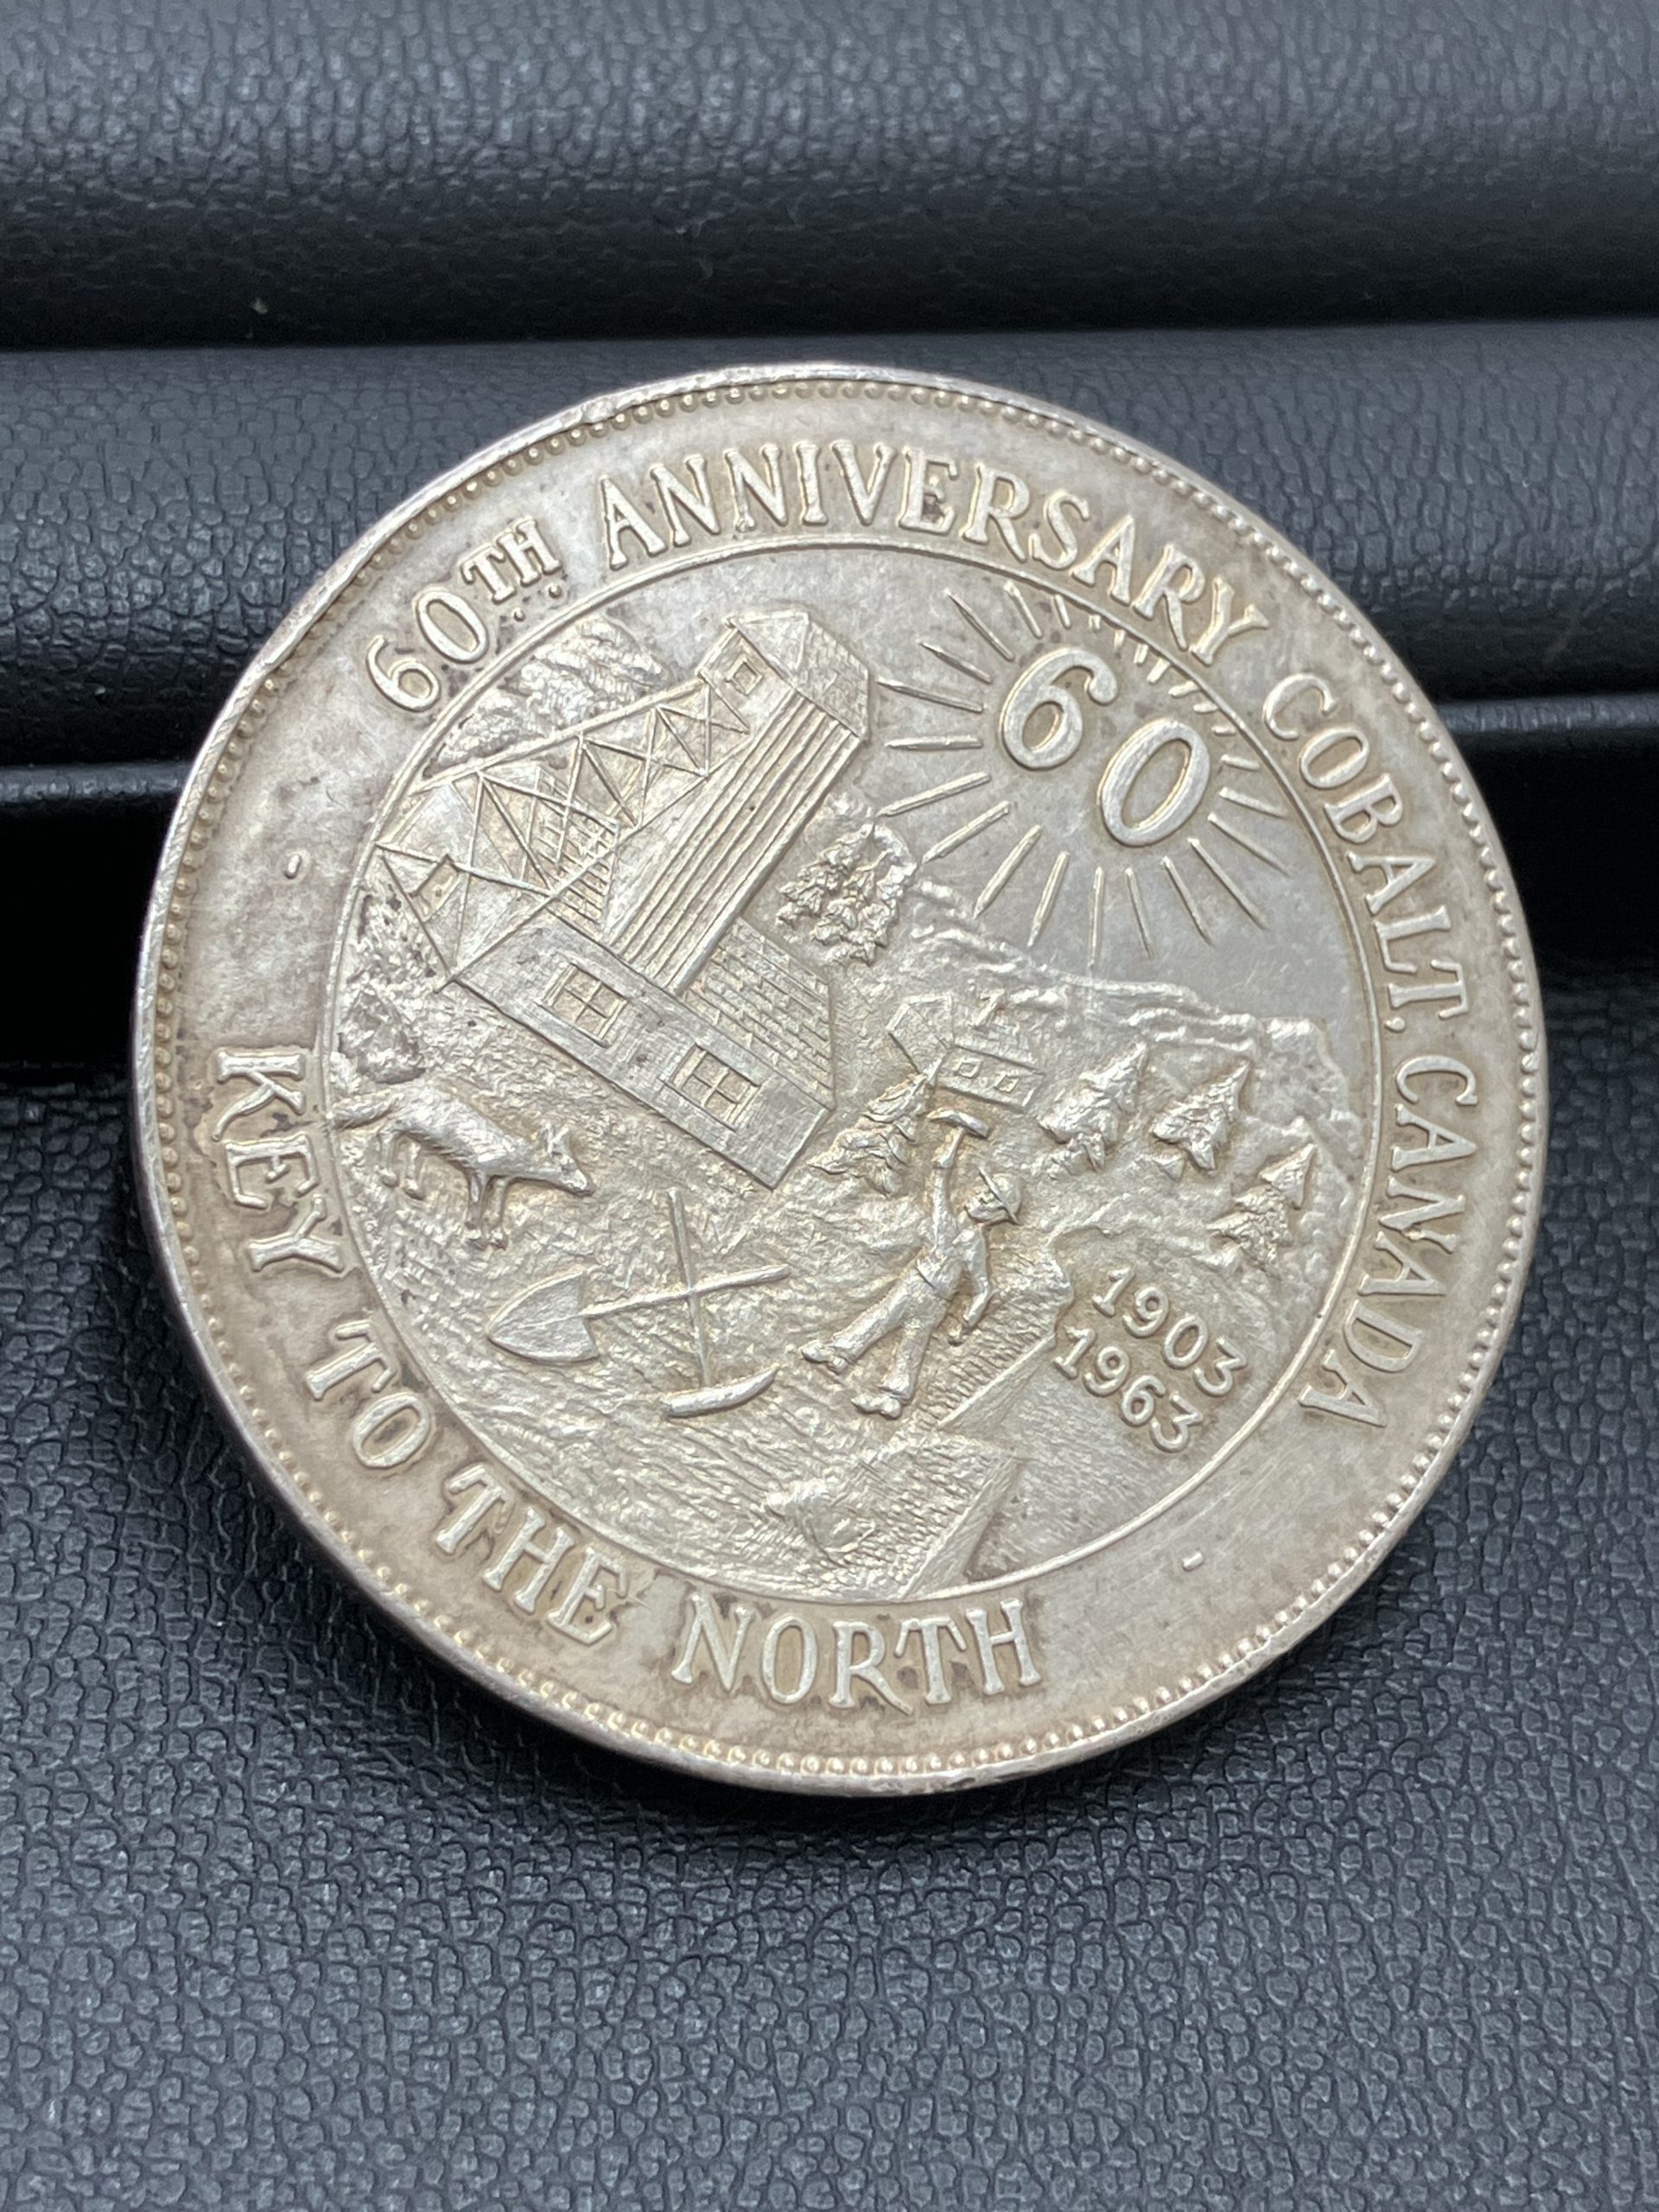 60TH ANNIVERSARY COBALT, CANADA
60
1903
1963
KEY TO THE NORTH